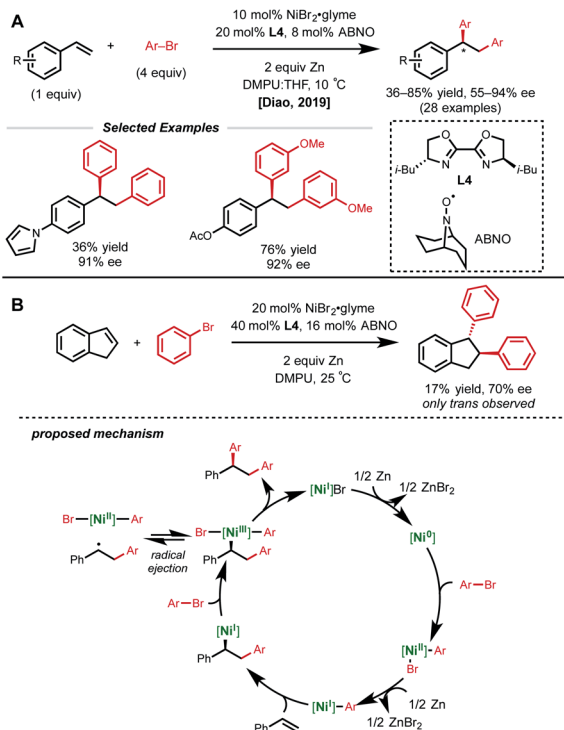 A
R
(1 equiv)
+
Ar–Br
(4 equiv)
10 mol% NiBr2•glyme
20 mol% L4, 8 mol% ABNO
2 equiv Zn
DMPU:THF, 10 °C
[Diao, 2019]
R
Ar
Ar
*
36–85% yield, 55–94% ee
(28 examples)
Selected Examples
N
36% yield
91% ee
OMe
OMe
AcO
76% yield
92% ee
O O
N N
i-Bu i-Bu
L4
O•
N
ABNO
B
+
Br
20 mol% NiBr2•glyme
40 mol% L4, 16 mol% ABNO
2 equiv Zn
DMPU, 25 °C
17% yield, 70% ee
only trans observed
proposed mechanism
Ar
Ph Ar
[NiI]Br
1/2 Zn
1/2 ZnBr2
[Ni0]
Br [NiII] Ar
Ph Ar
radical
ejection
Br [NiIII] Ar
Ph Ar
Ar–Br
Ar–Br
[NiI]
Ph Ar
[NiII] Ar
Br
1/2 Zn
1/2 ZnBr2
[NiI] Ar
Ph